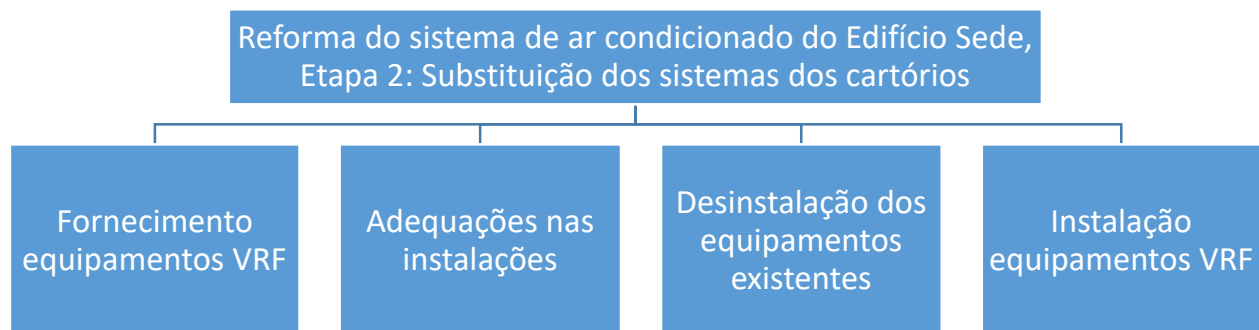 Reforma do sistema de ar condicionado do Edifício Sede,
Etapa 2: Substituição dos sistemas dos cartórios
Fornecimento
equipamentos VRF
Adequações nas
instalações
Desinstalação dos
equipamentos
existentes
Instalação
equipamentos VRF